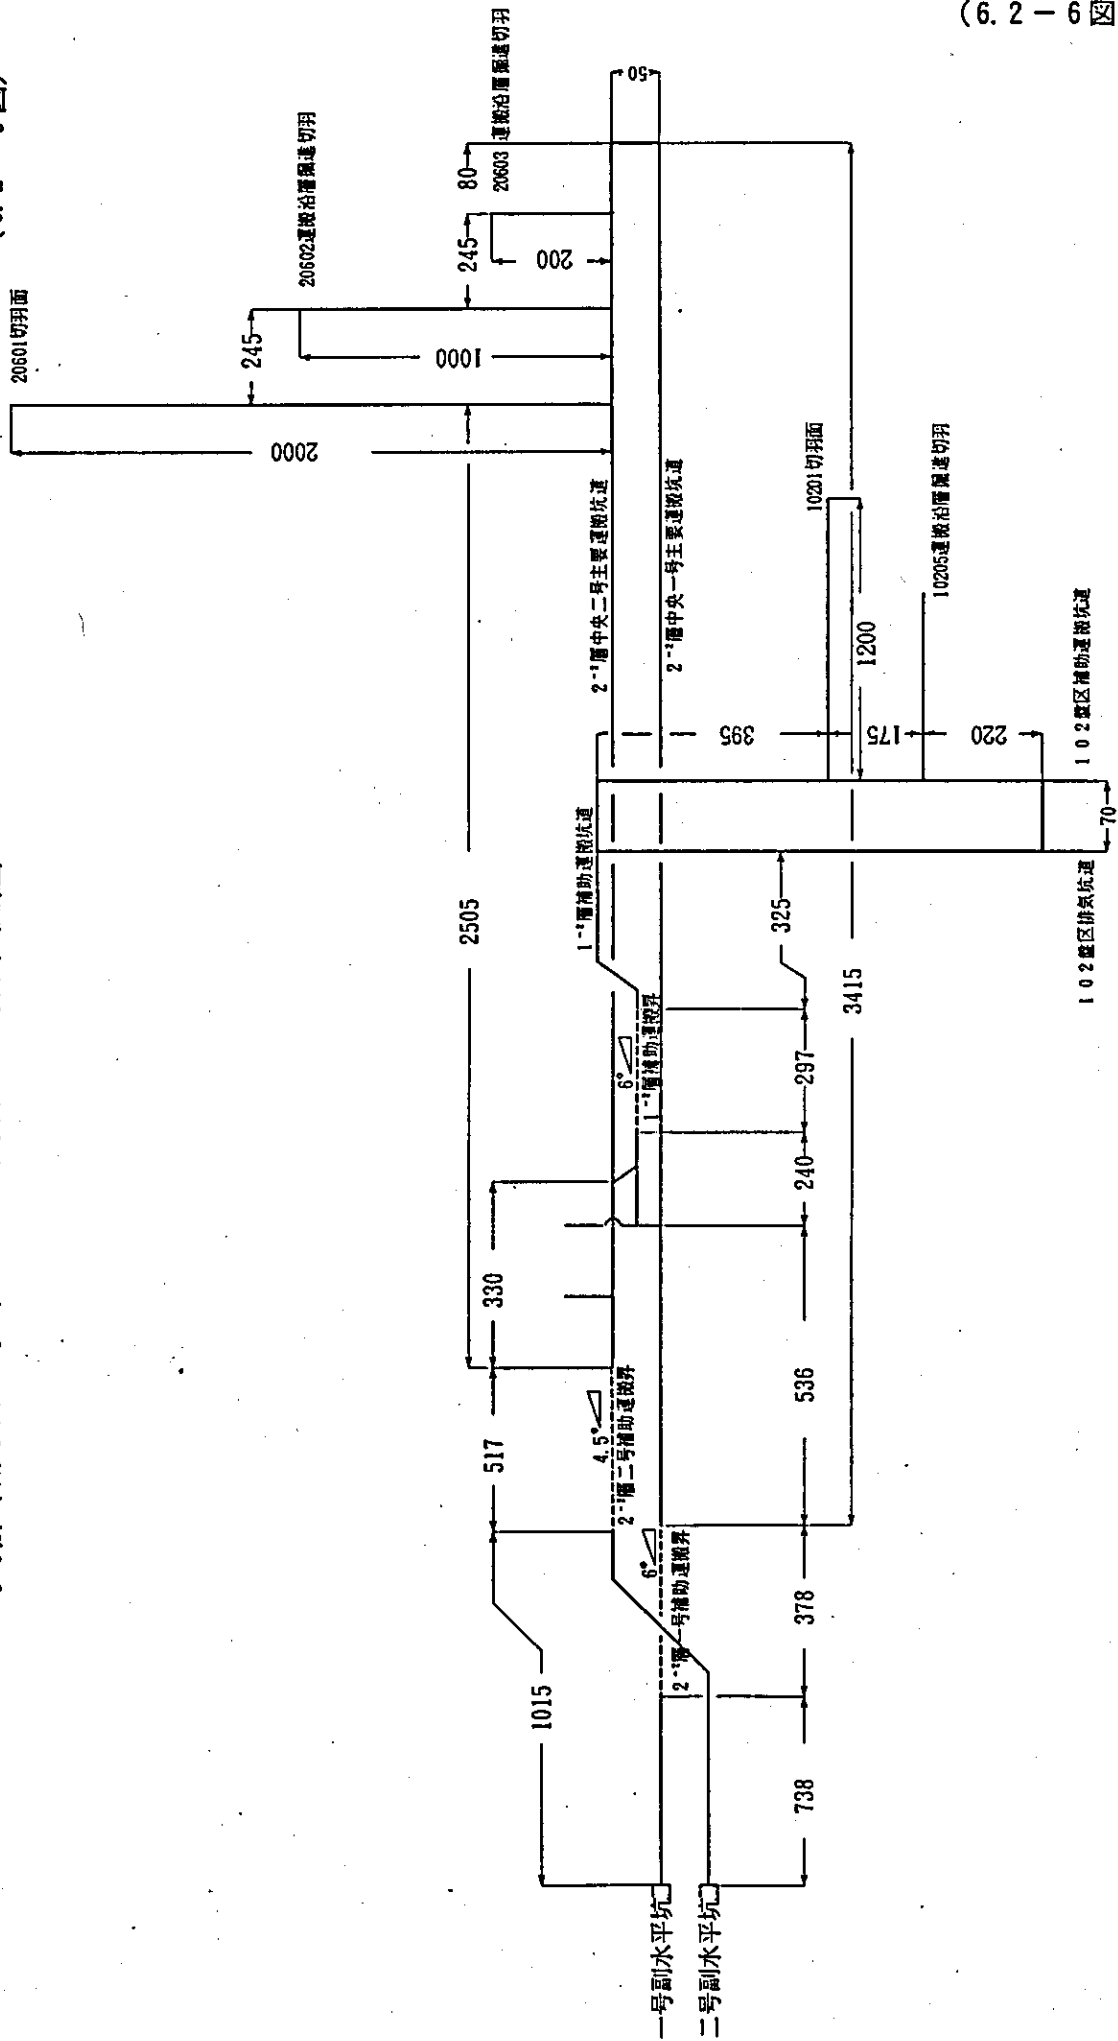 (6. 2 － 6 図
20601切羽面
20602運搬沿層掘進切羽
20603 運搬沿層掘進切羽
245
245
80
50
200
1000
2000
2505
2⁻²層中央二号主要運搬坑道
2⁻²層中央一号主要運搬坑道
10201切羽面
10205運搬沿層掘進切羽
1200
395
175
220
102盤区補助運搬坑道
70
102盤区排気坑道
1⁻²層補助運搬坑道
325
3415
1⁻²層補助運搬昇
6°
297
240
330
536
517
4.5°
2⁻²層二号補助運搬昇
6°
2⁻²層一号補助運搬昇
378
1015
738
一号副水平坑
二号副水平坑